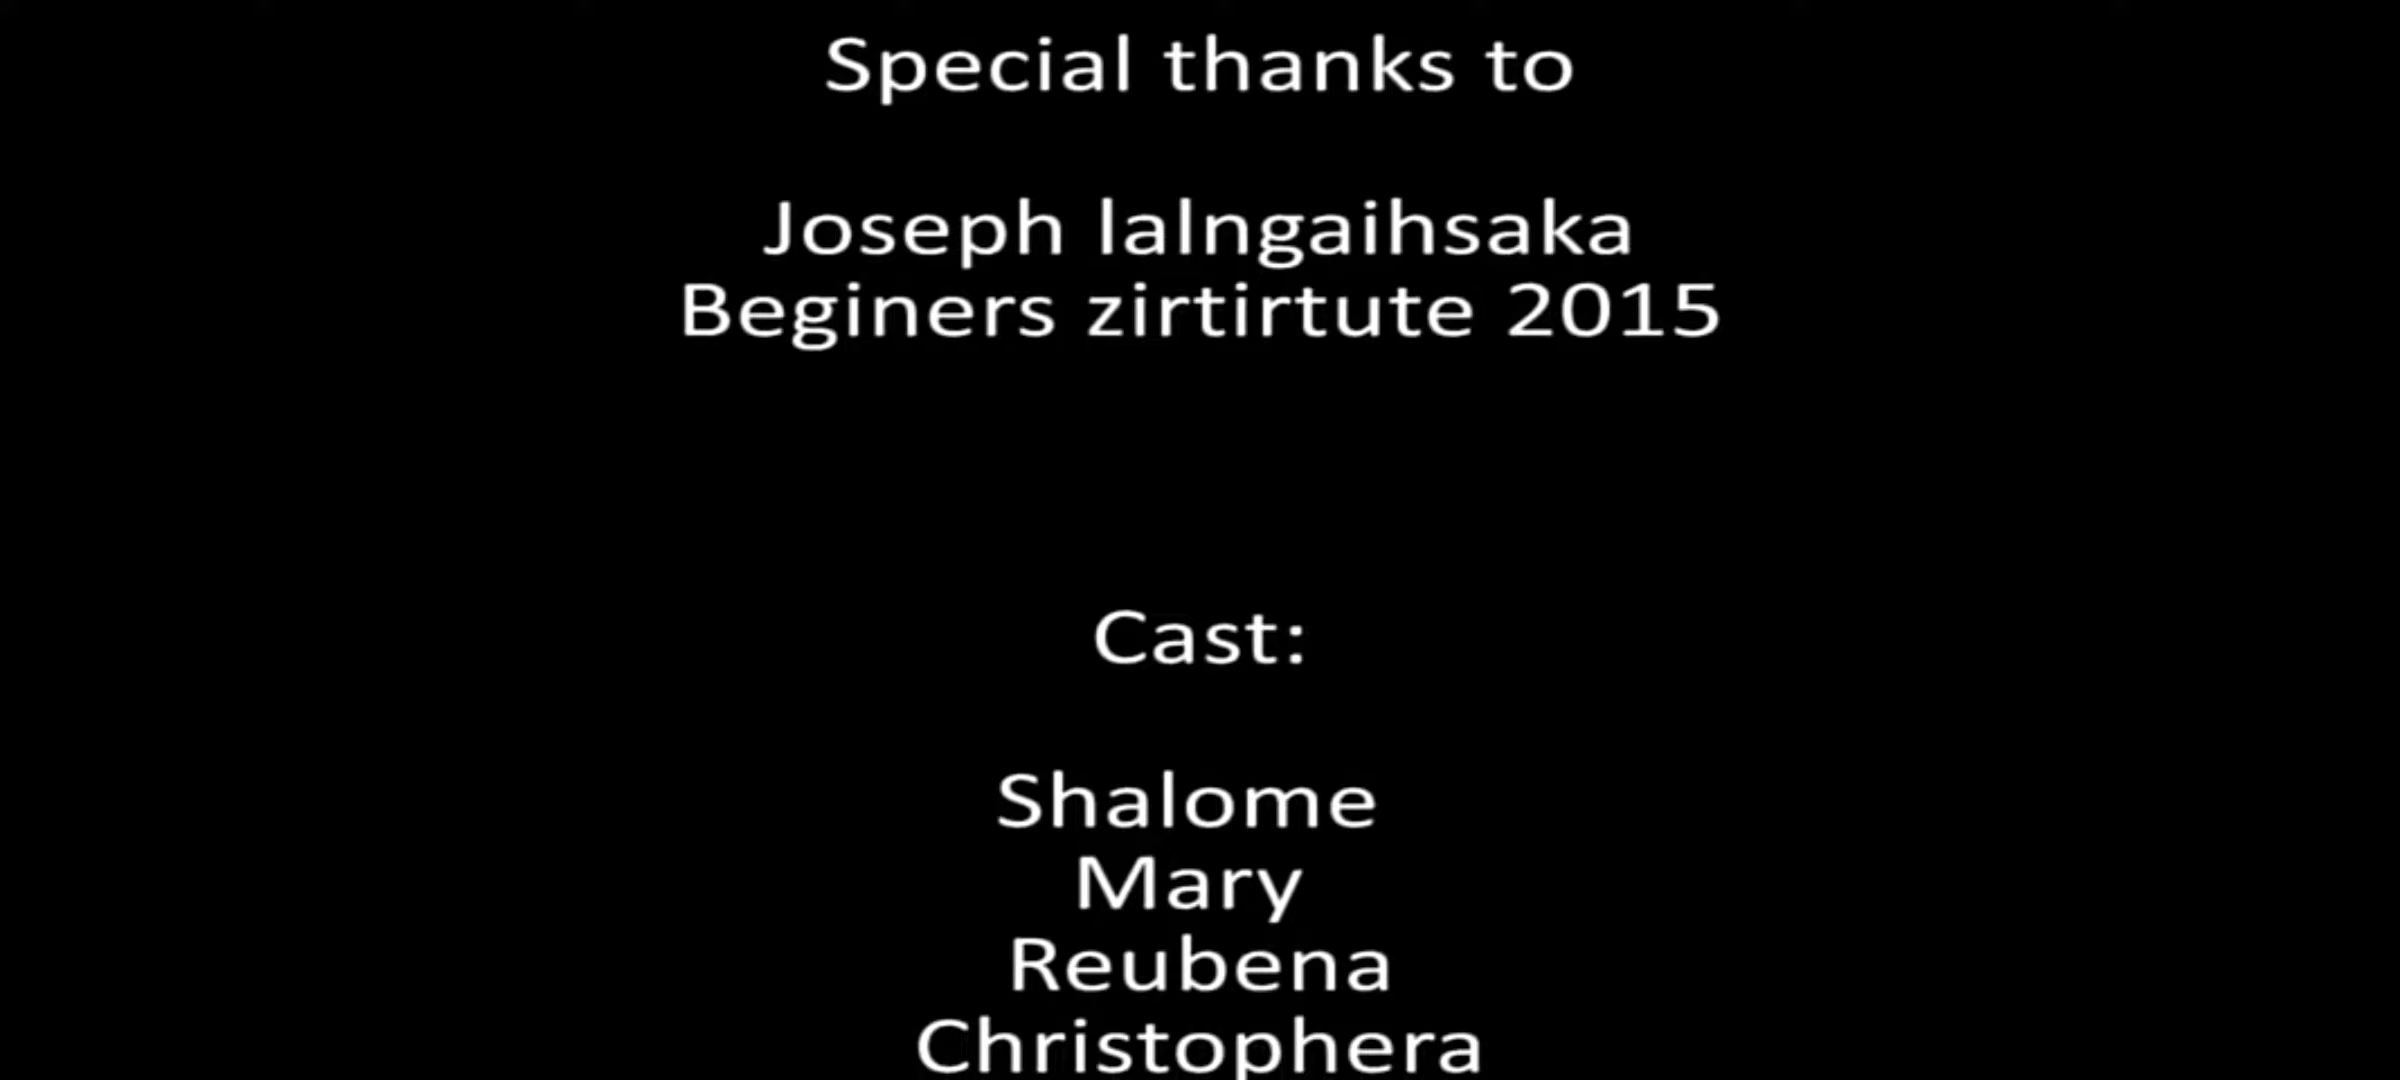 Special thanks to
Joseph lalngaihsaka
Beginers zirtirtute 2015
Cast:
Shalome
Mary
Reubena
Christophera